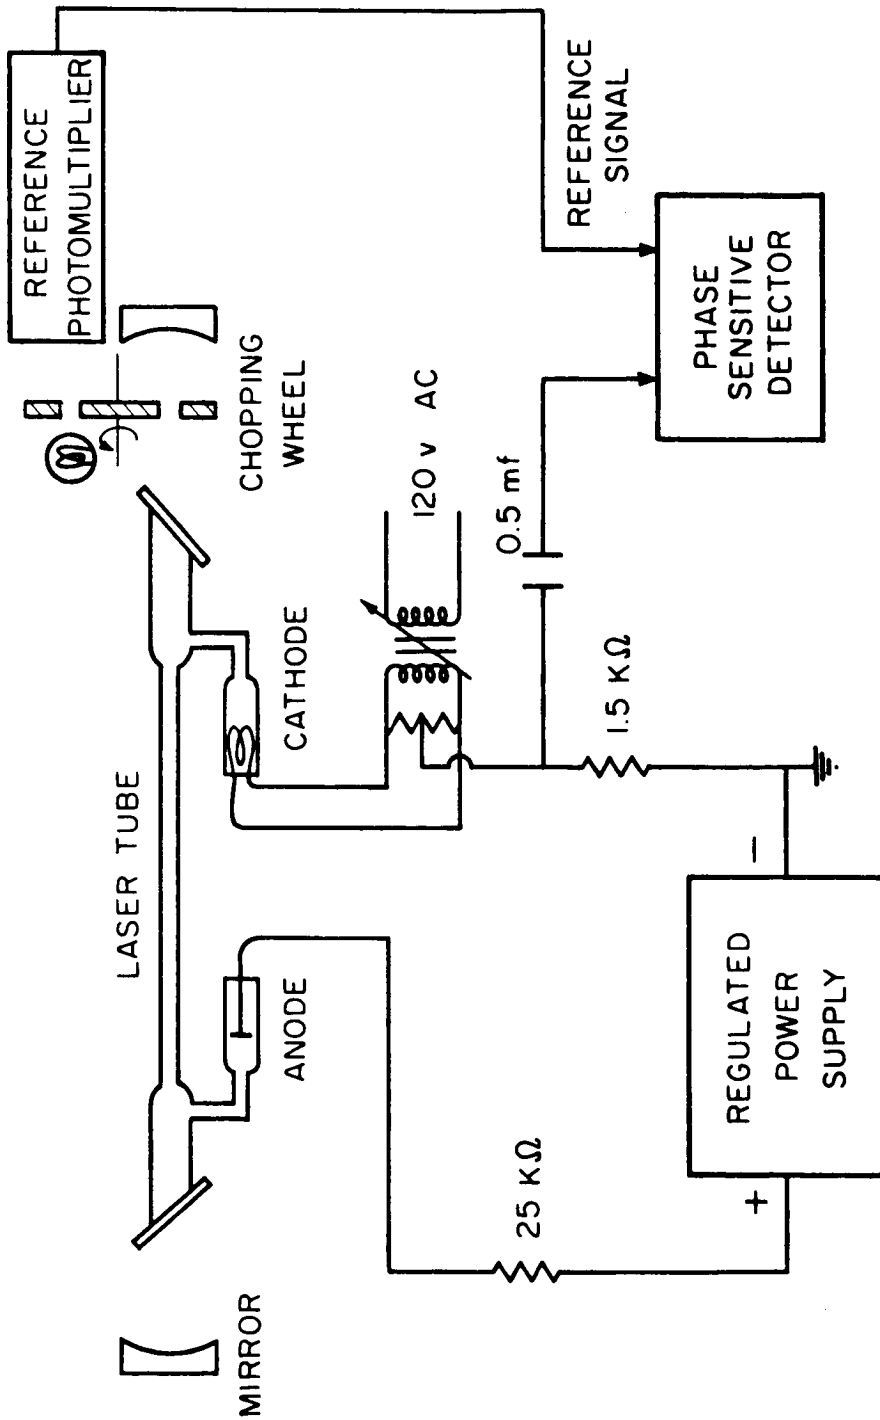 REFERENCE
PHOTOMULTIPLIER
LASER TUBE
CHOPPING
WHEEL
MIRROR
ANODE
CATHODE
120 v AC
REFERENCE
SIGNAL
0.5 mf
25 KΩ
1.5 KΩ
+
−
REGULATED
POWER
SUPPLY
PHASE
SENSITIVE
DETECTOR